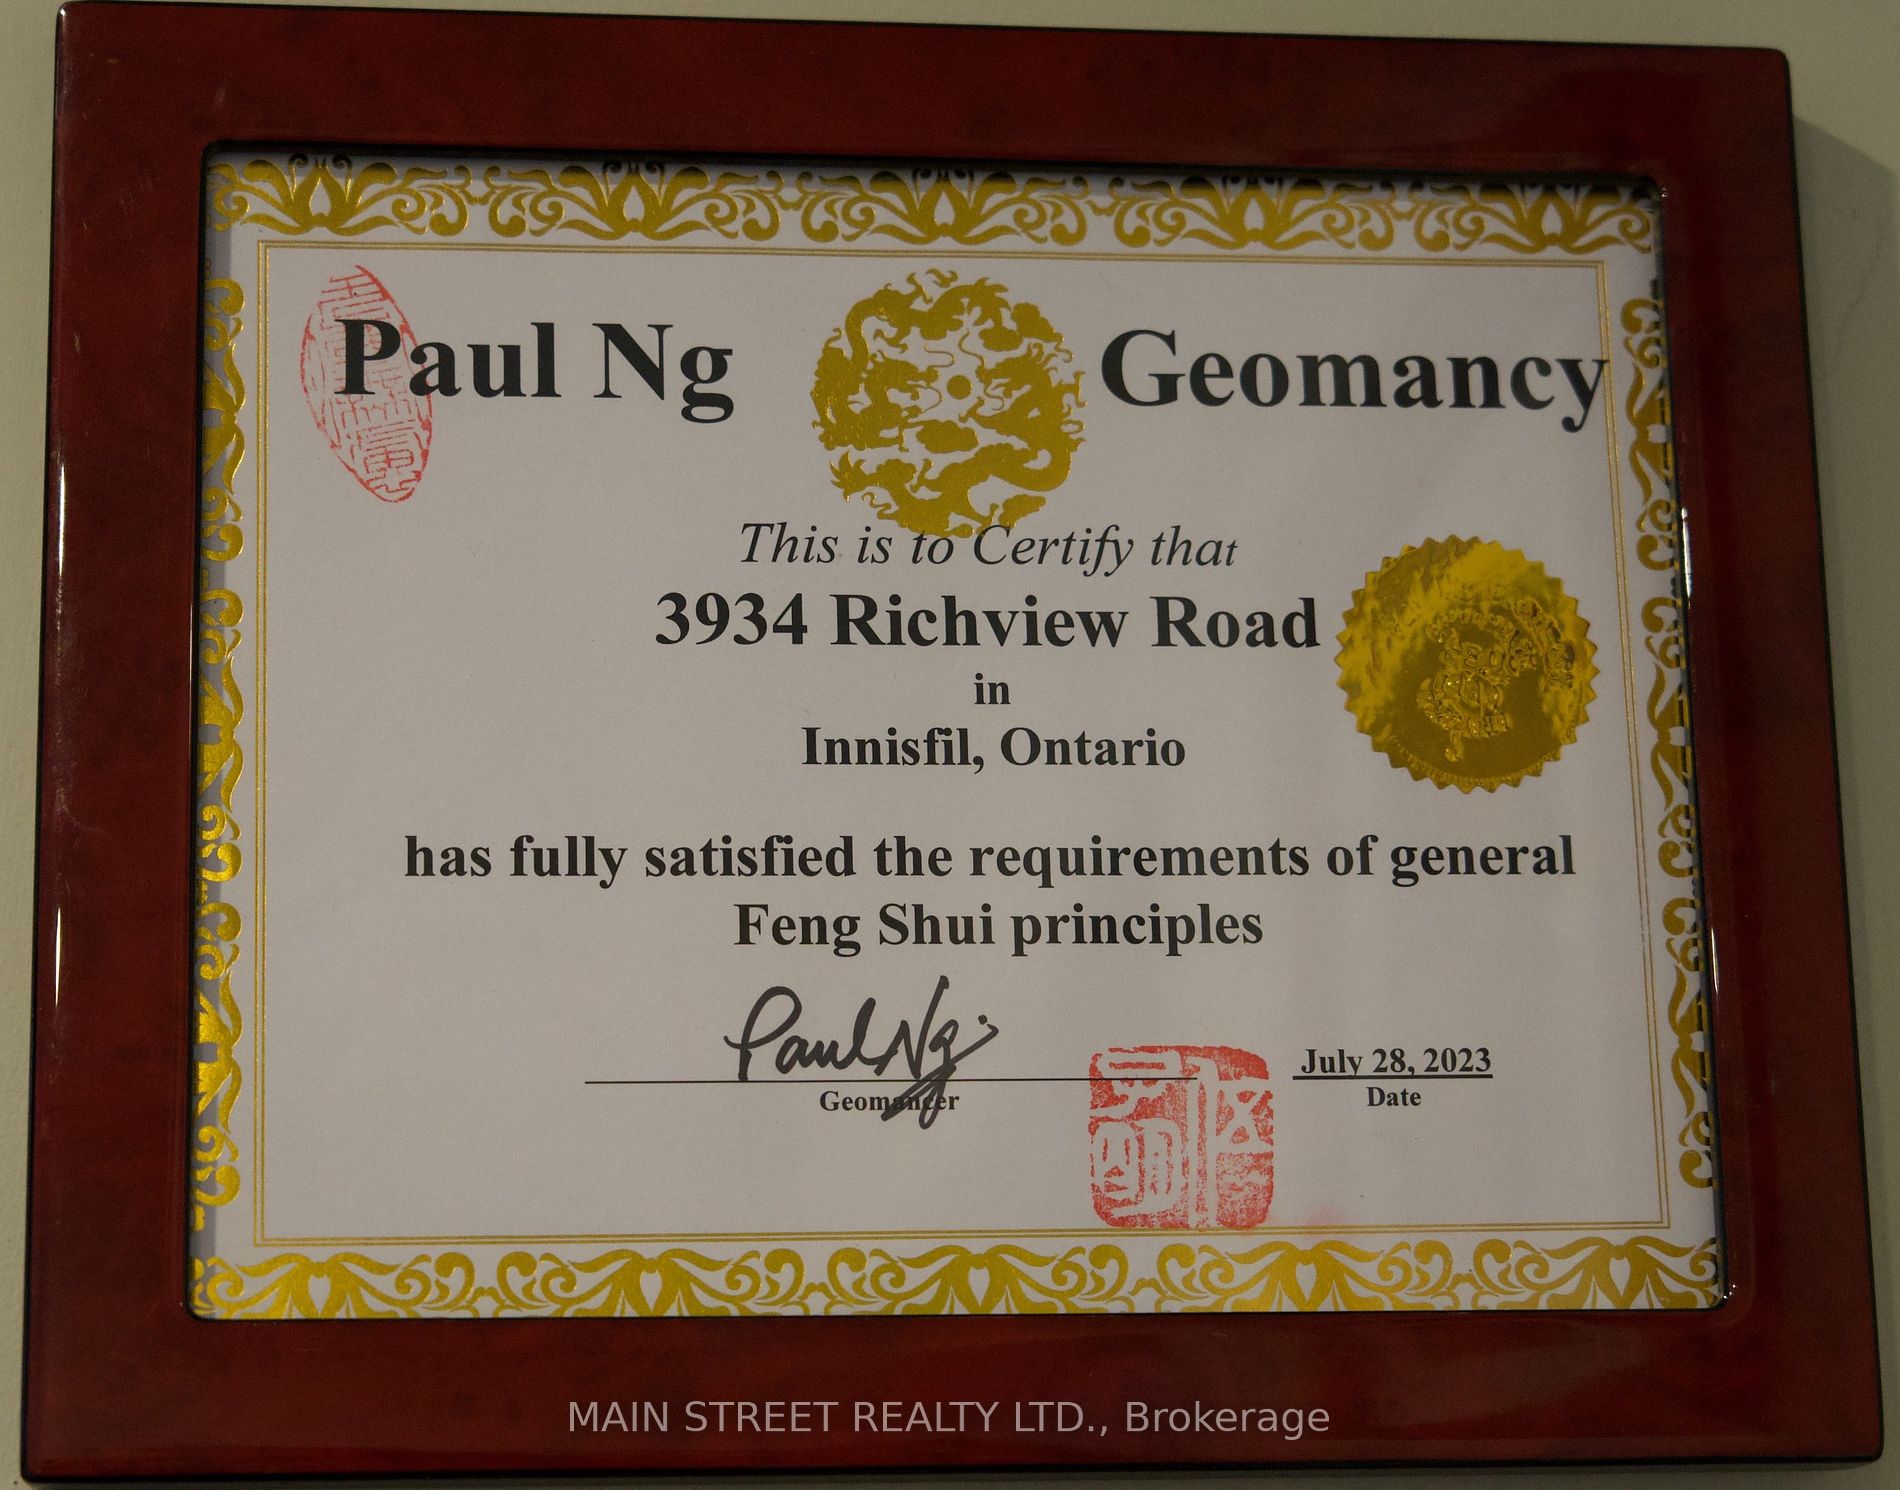 Paul Ng Geomancy
This is to Certify that
3934 Richview Road
in
Innisfil, Ontario
has fully satisfied the requirements of general
Feng Shui principles
Paul Ng
July 28, 2023
Geomancer
Date
MAIN STREET REALTY LTD., Brokerage